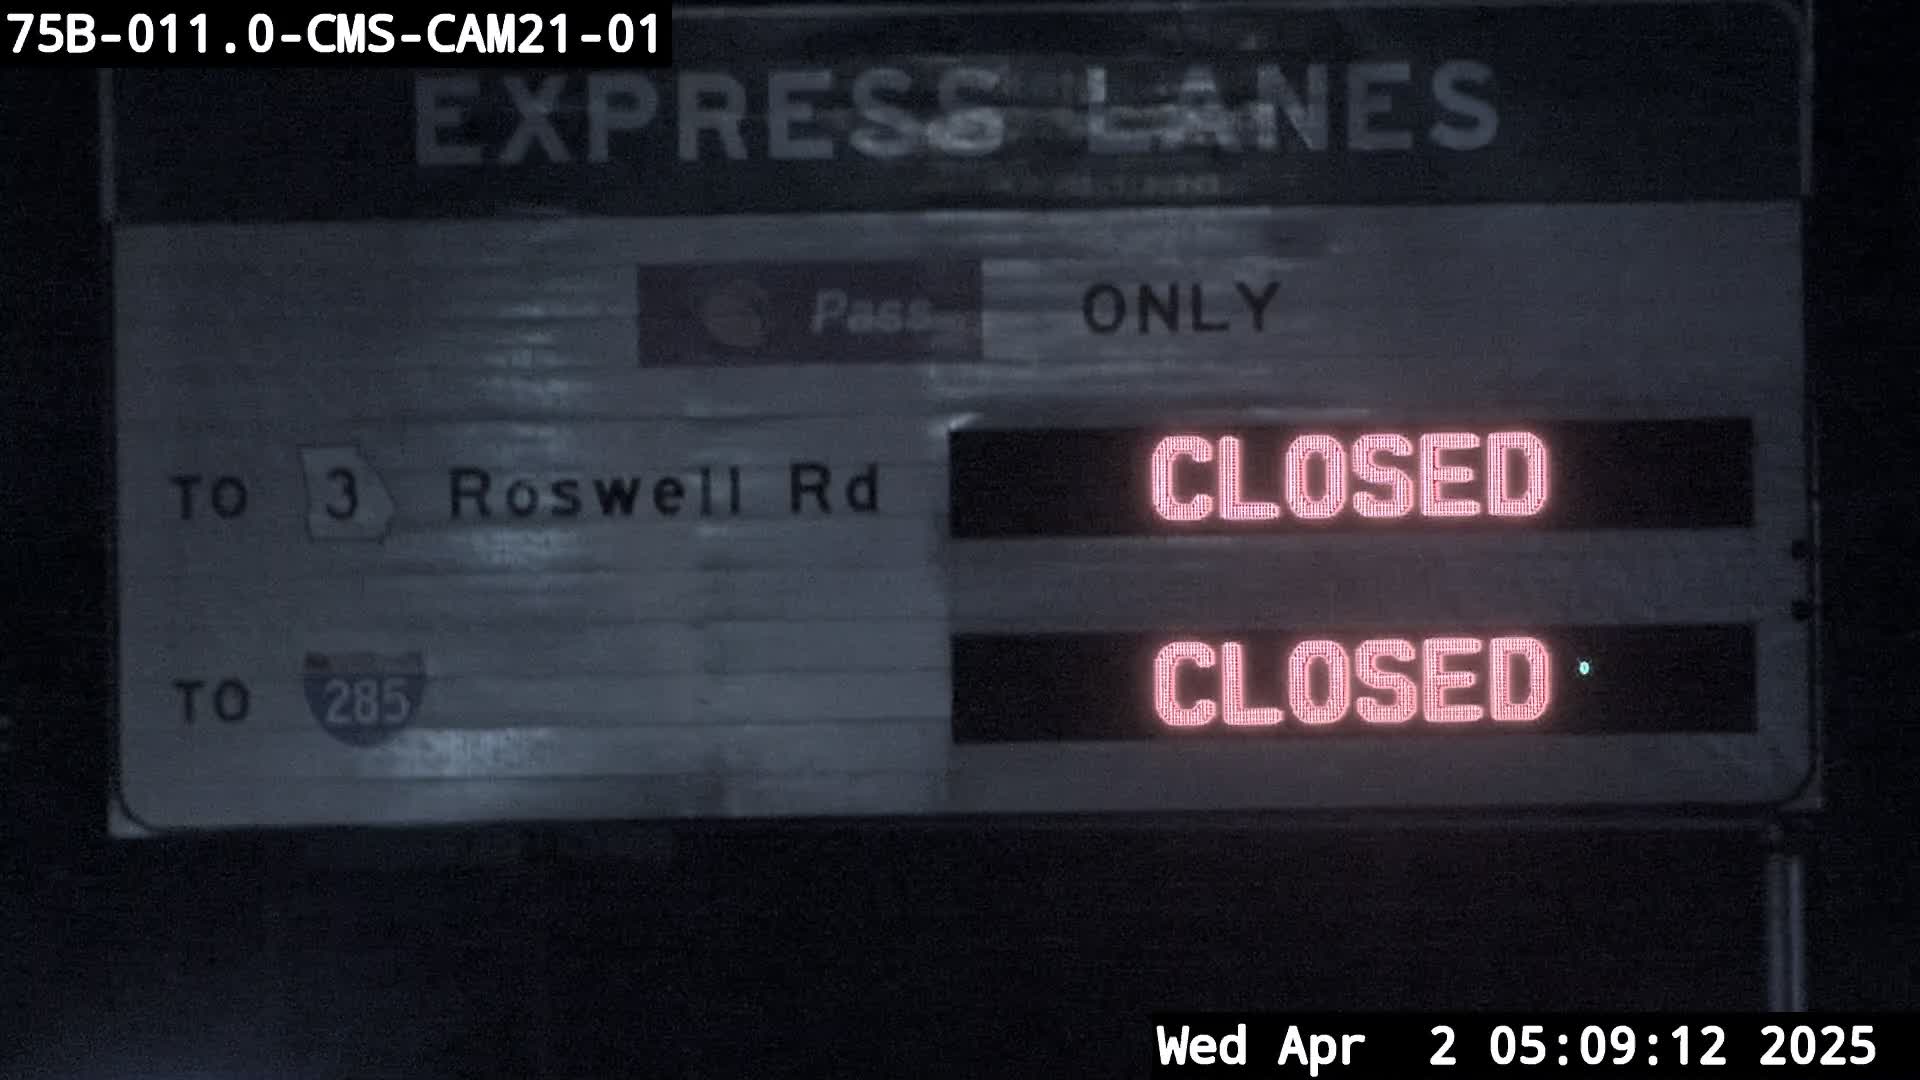 75B-011.0-CMS-CAM21-01
EXPRESS LANES
Pass ONLY
TO 3 Roswell Rd CLOSED
TO 285 CLOSED
Wed Apr 2 05:09:12 2025